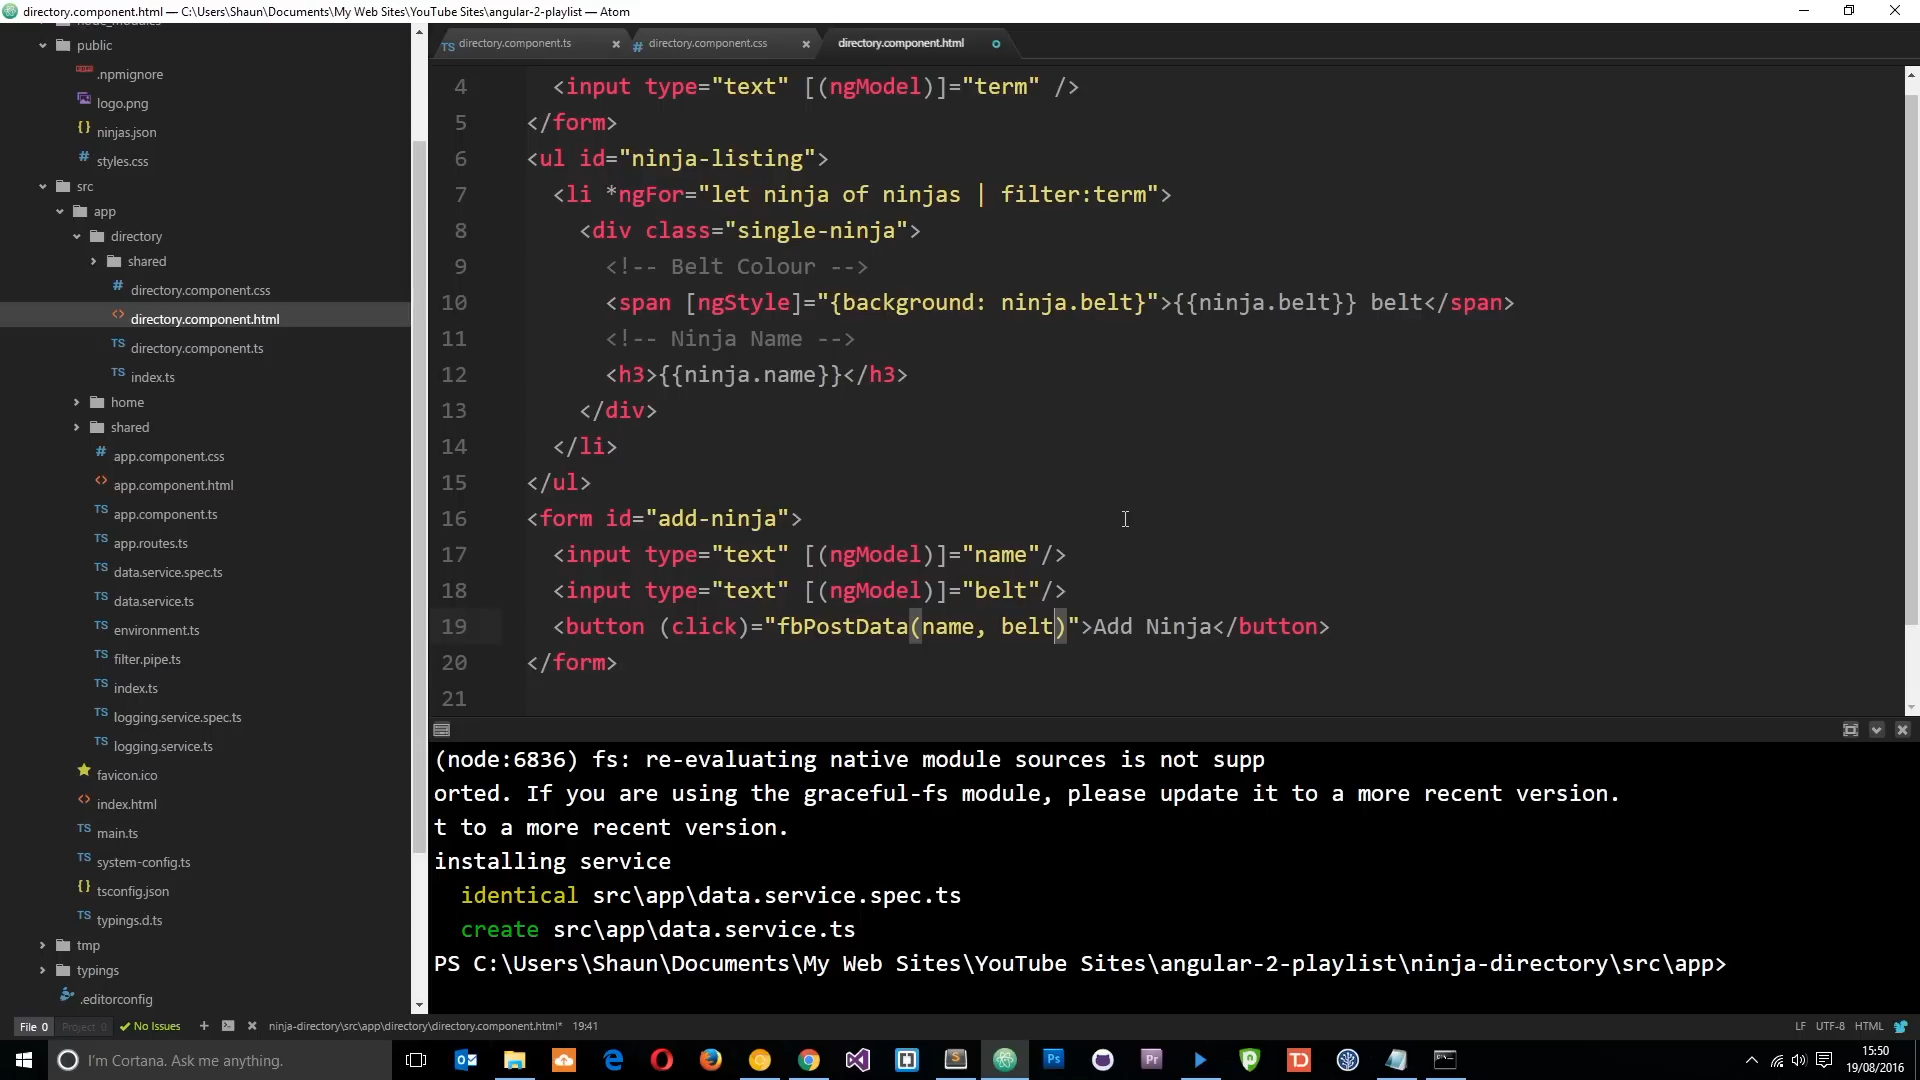 directory.component.html — C:\Users\Shaun\Documents\My Web Sites\YouTube Sites\angular-2-playlist — Atom
public
.npmignore
logo.png
ninjas.json
styles.css
src
app
directory
shared
directory.component.css
directory.component.html
directory.component.ts
index.ts
home
shared
app.component.css
app.component.html
app.component.ts
app.routes.ts
data.service.spec.ts
data.service.ts
environment.ts
filter.pipe.ts
index.ts
logging.service.spec.ts
logging.service.ts
favicon.ico
index.html
main.ts
system-config.ts
tsconfig.json
typings.d.ts
tmp
typings
.editorconfig
directory.component.ts
directory.component.css
directory.component.html
4 <input type="text" [(ngModel)]="term" />
5 </form>
6 <ul id="ninja-listing">
7 <li *ngFor="let ninja of ninjas | filter:term">
8 <div class="single-ninja">
9 <!-- Belt Colour -->
10 <span [ngStyle]="{background: ninja.belt}">{{ninja.belt}} belt</span>
11 <!-- Ninja Name -->
12 <h3>{{ninja.name}}</h3>
13 </div>
14 </li>
15 </ul>
16 <form id="add-ninja">
17 <input type="text" [(ngModel)]="name"/>
18 <input type="text" [(ngModel)]="belt"/>
19 <button (click)="fbPostData(name, belt)">Add Ninja</button>
20 </form>
21
(node:6836) fs: re-evaluating native module sources is not supp
orted. If you are using the graceful-fs module, please update it to a more recent version.
t to a more recent version.
installing service
identical src\app\data.service.spec.ts
create src\app\data.service.ts
PS C:\Users\Shaun\Documents\My Web Sites\YouTube Sites\angular-2-playlist\ninja-directory\src\app>
File 0 Project 0 No Issues ninja-directory\src\app\directory\directory.component.html* 19:41 LF UTF-8 HTML
I'm Cortana. Ask me anything.
15:50
19/08/2016